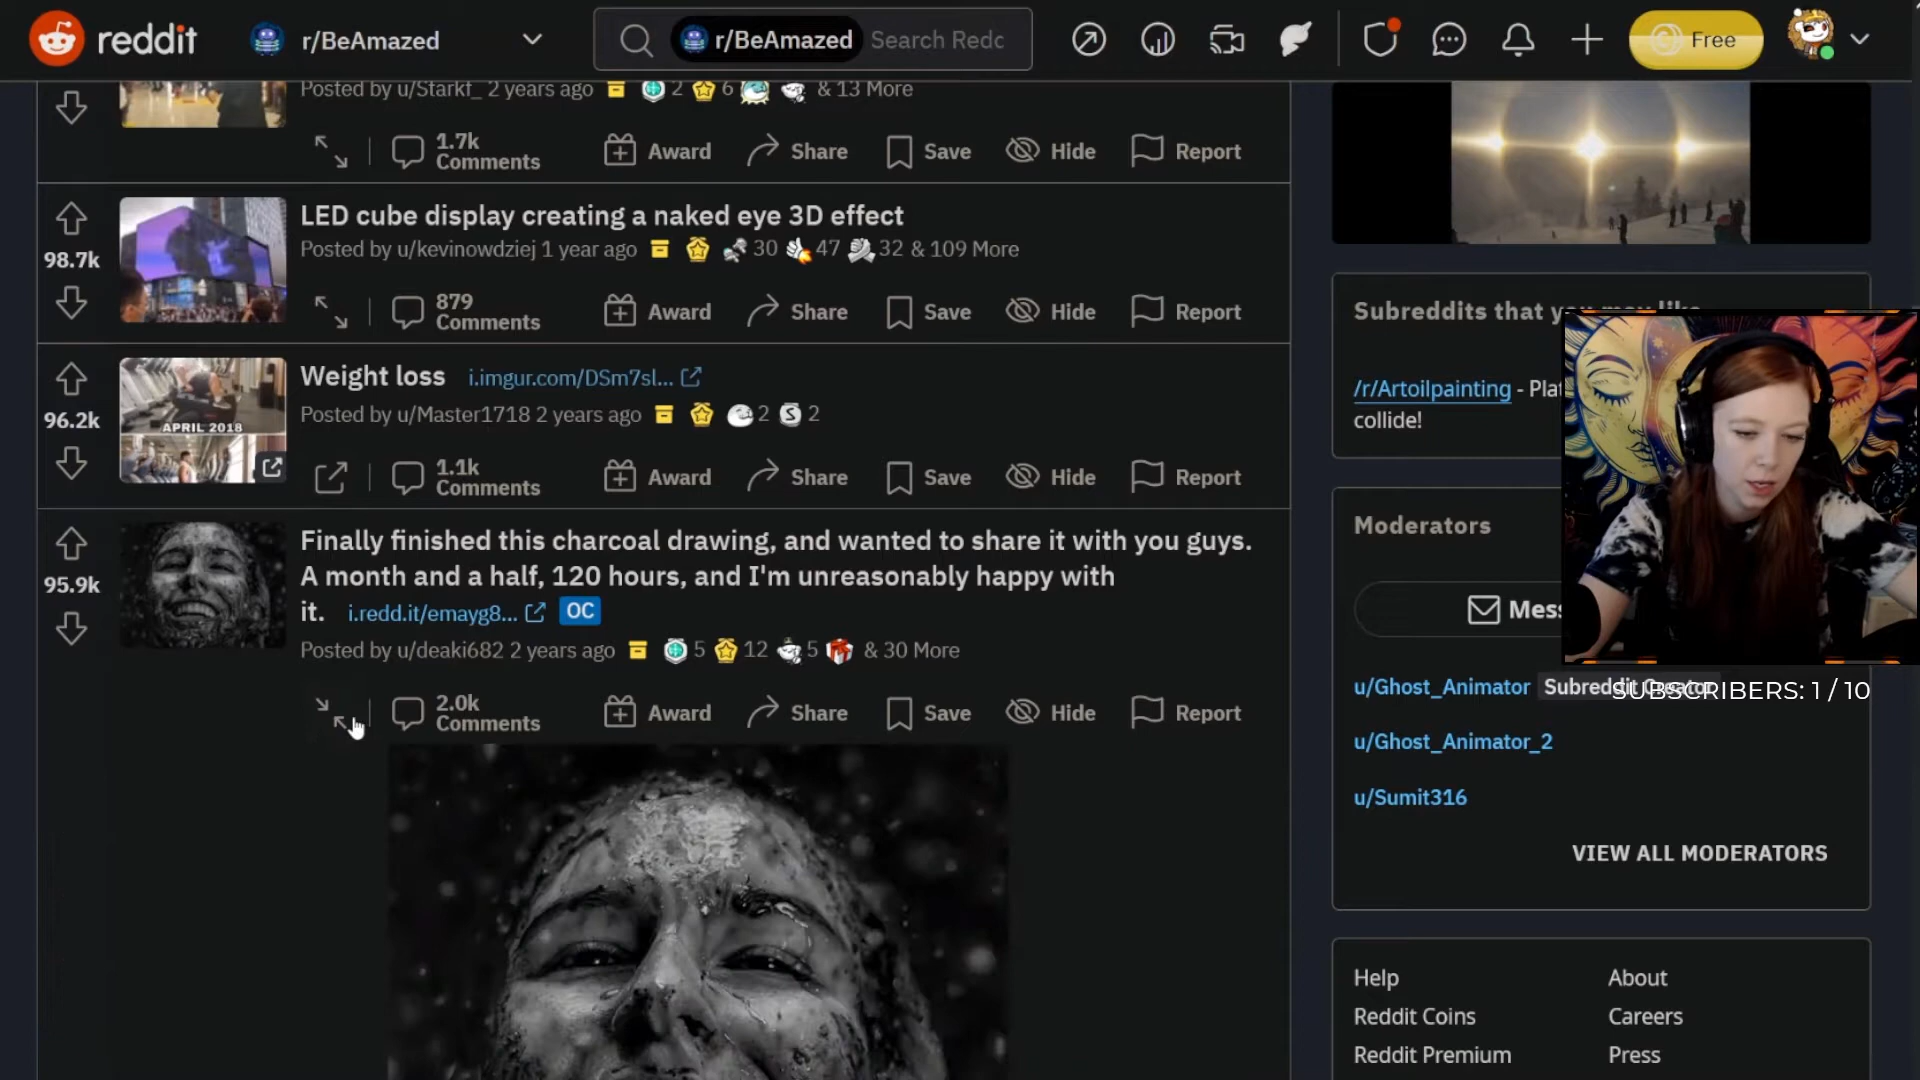 reddit
r/BeAmazed
r/BeAmazed Search Redc
Free
Posted by u/Starkf_ 2 years ago 2 6 & 13 More
1.7k Comments Award Share Save Hide Report
98.7k
LED cube display creating a naked eye 3D effect
Posted by u/kevinowdziej 1 year ago 30 47 32 & 109 More
879 Comments Award Share Save Hide Report
96.2k
APRIL 2018
Weight loss i.imgur.com/DSm7sl...
Posted by u/Master1718 2 years ago 2 2
1.1k Comments Award Share Save Hide Report
95.9k
Finally finished this charcoal drawing, and wanted to share it with you guys.
A month and a half, 120 hours, and I'm unreasonably happy with
it. i.redd.it/emayg8... OC
Posted by u/deaki682 2 years ago 5 12 5 & 30 More
2.0k Comments Award Share Save Hide Report
Subreddits that you may like
/r/Artoilpainting - Pla
collide!
Moderators
Mess
u/Ghost_Animator Subreddit Creator
SUBSCRIBERS: 1 / 10
u/Ghost_Animator_2
u/Sumit316
VIEW ALL MODERATORS
Help About
Reddit Coins Careers
Reddit Premium Press